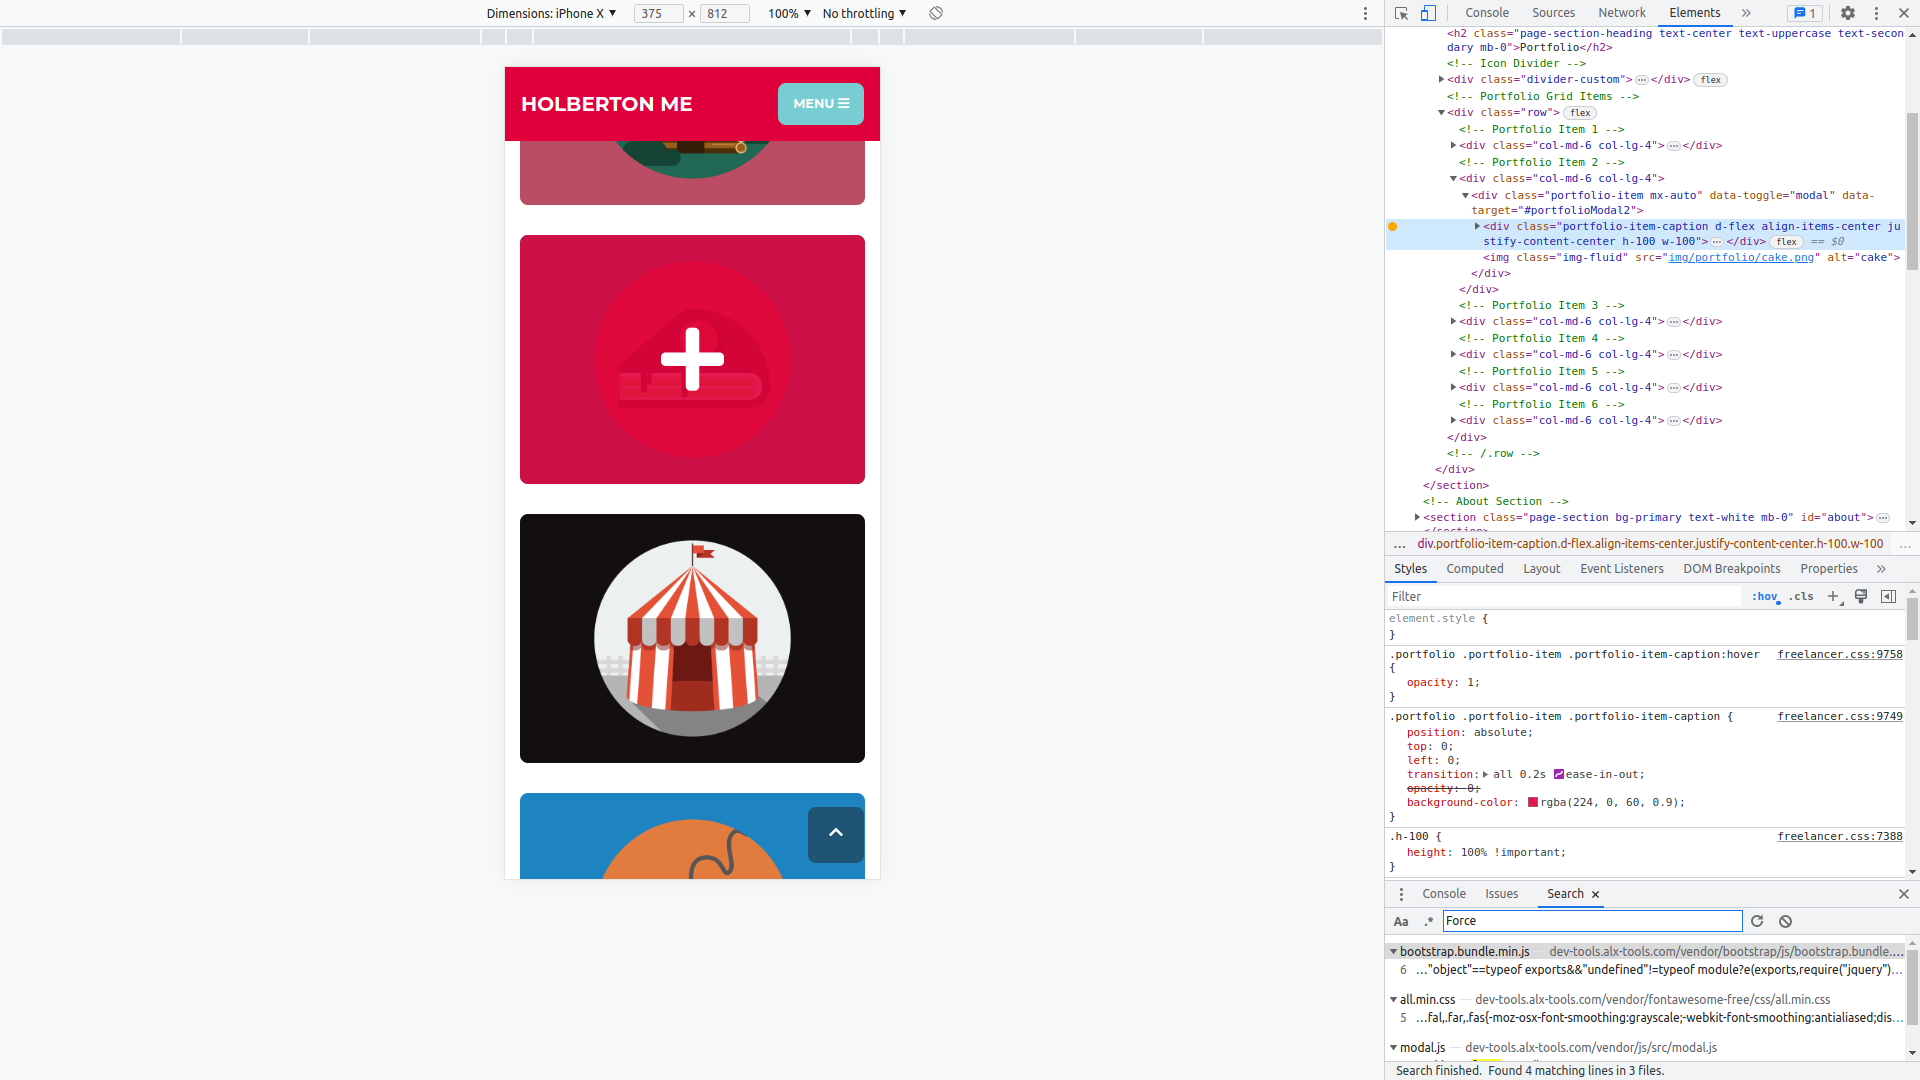 Dimensions: iPhone X ▼ 375 × 812 100% ▼ No throttling ▼
HOLBERTON ME
MENU
Console Sources Network Elements » 1
<h2 class="page-section-heading text-center text-uppercase text-secon
dary mb-0">Portfolio</h2>
<!-- Icon Divider -->
<div class="divider-custom">…</div> flex
<!-- Portfolio Grid Items -->
<div class="row"> flex
<!-- Portfolio Item 1 -->
<div class="col-md-6 col-lg-4">…</div>
<!-- Portfolio Item 2 -->
<div class="col-md-6 col-lg-4">
<div class="portfolio-item mx-auto" data-toggle="modal" data-
target="#portfolioModal2">
<div class="portfolio-item-caption d-flex align-items-center ju
stify-content-center h-100 w-100">…</div> flex == $0
<img class="img-fluid" src="img/portfolio/cake.png" alt="cake">
</div>
</div>
<!-- Portfolio Item 3 -->
<div class="col-md-6 col-lg-4">…</div>
<!-- Portfolio Item 4 -->
<div class="col-md-6 col-lg-4">…</div>
<!-- Portfolio Item 5 -->
<div class="col-md-6 col-lg-4">…</div>
<!-- Portfolio Item 6 -->
<div class="col-md-6 col-lg-4">…</div>
</div>
<!-- /.row -->
</div>
</section>
<!-- About Section -->
<section class="page-section bg-primary text-white mb-0" id="about">…
</section>
… div.portfolio-item-caption.d-flex.align-items-center.justify-content-center.h-100.w-100 …
Styles Computed Layout Event Listeners DOM Breakpoints Properties »
Filter :hov .cls +
element.style {
}
.portfolio .portfolio-item .portfolio-item-caption:hover freelancer.css:9758
{
opacity: 1;
}
.portfolio .portfolio-item .portfolio-item-caption { freelancer.css:9749
position: absolute;
top: 0;
left: 0;
transition: all 0.2s ease-in-out;
opacity: 0;
background-color: rgba(224, 0, 60, 0.9);
}
.h-100 { freelancer.css:7388
height: 100% !important;
}
Console Issues Search ×
Aa .* Force
bootstrap.bundle.min.js dev-tools.alx-tools.com/vendor/bootstrap/js/bootstrap.bundle.…
6 …"object"==typeof exports&&"undefined"!=typeof module?e(exports,require("jquery")…
all.min.css — dev-tools.alx-tools.com/vendor/fontawesome-free/css/all.min.css
5 …fal,.far,.fas{-moz-osx-font-smoothing:grayscale;-webkit-font-smoothing:antialiased;dis…
modal.js — dev-tools.alx-tools.com/vendor/js/src/modal.js
Search finished. Found 4 matching lines in 3 files.